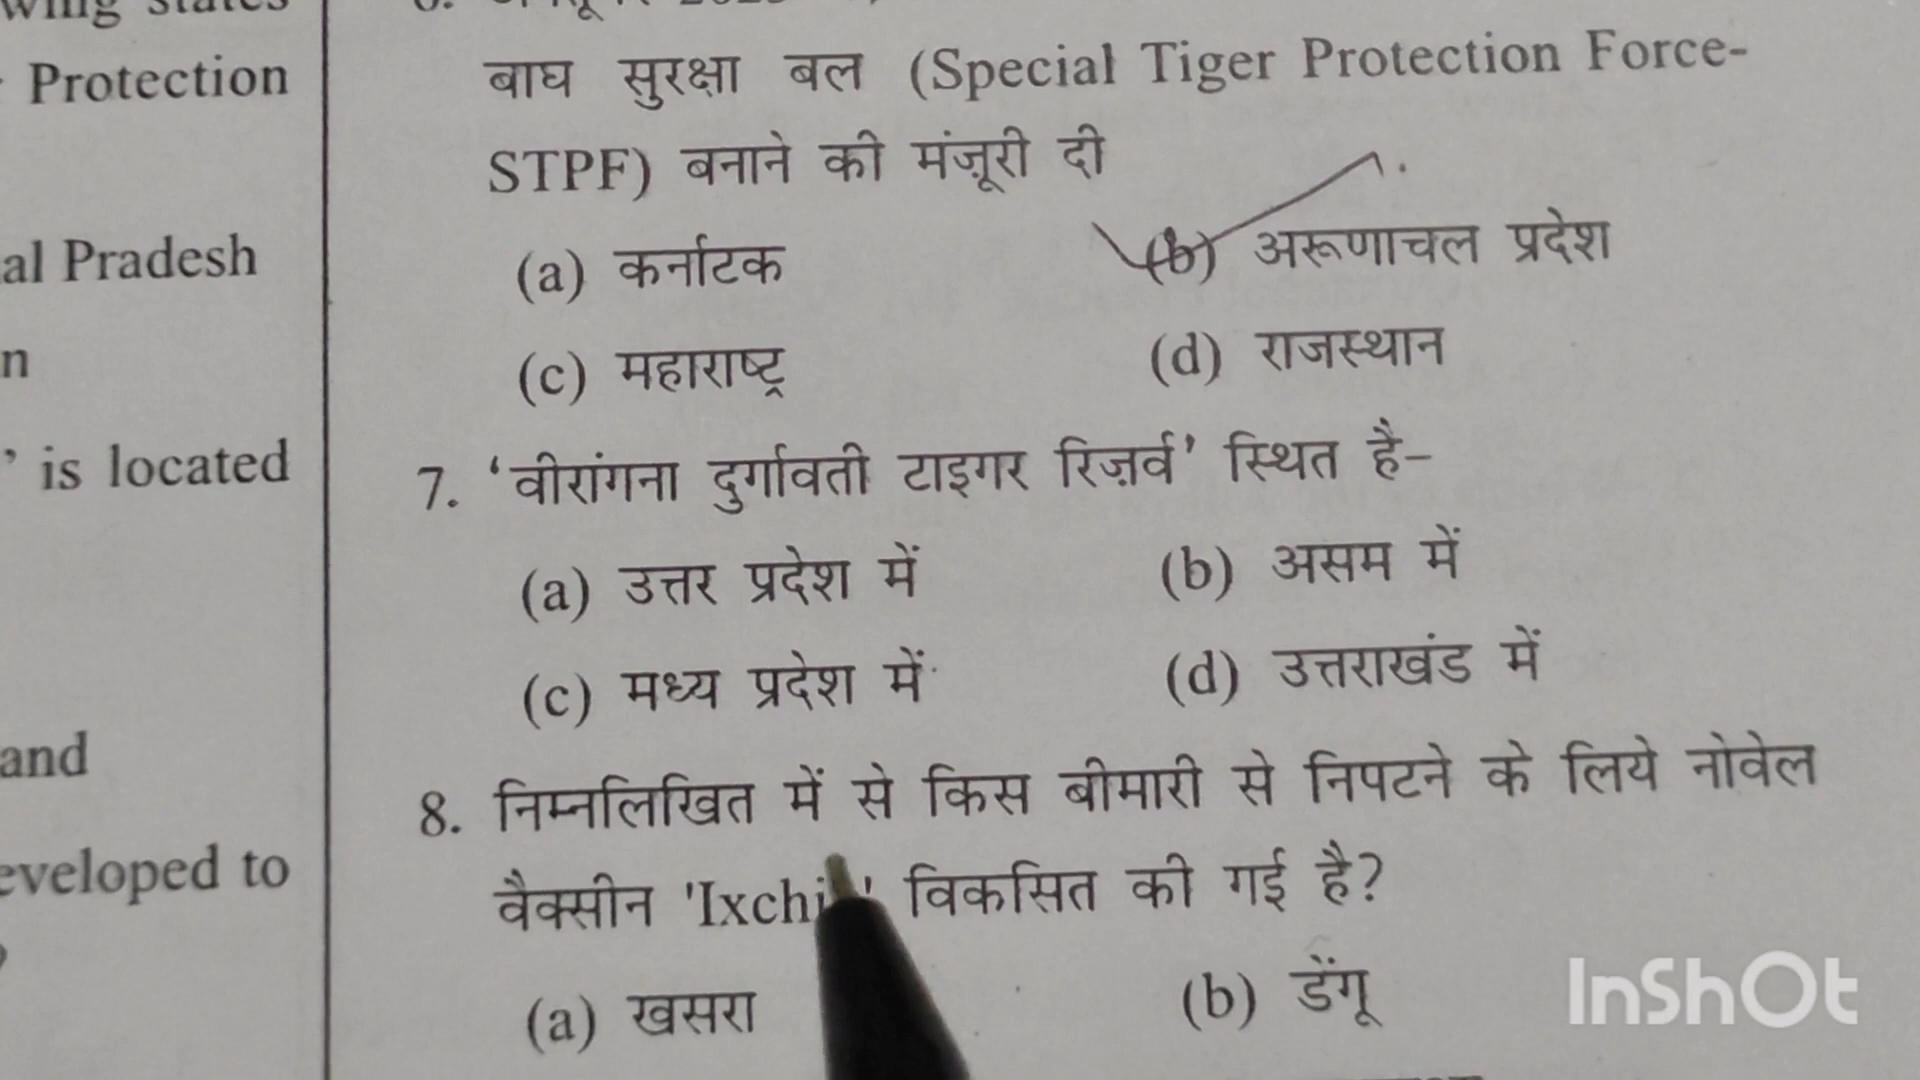 Protection
al Pradesh
n
' is located
and
eveloped to
बाघ सुरक्षा बल (Special Tiger Protection Force-
STPF) बनाने की मंज़ूरी दी
(a) कर्नाटक (b) अरूणाचल प्रदेश
(c) महाराष्ट्र (d) राजस्थान
7. 'वीरांगना दुर्गावती टाइगर रिज़र्व' स्थित है-
(a) उत्तर प्रदेश में (b) असम में
(c) मध्य प्रदेश में (d) उत्तराखंड में
8. निम्नलिखित में से किस बीमारी से निपटने के लिये नोवेल
वैक्सीन 'Ixchi' विकसित की गई है?
(a) खसरा (b) डेंगू
InShOt